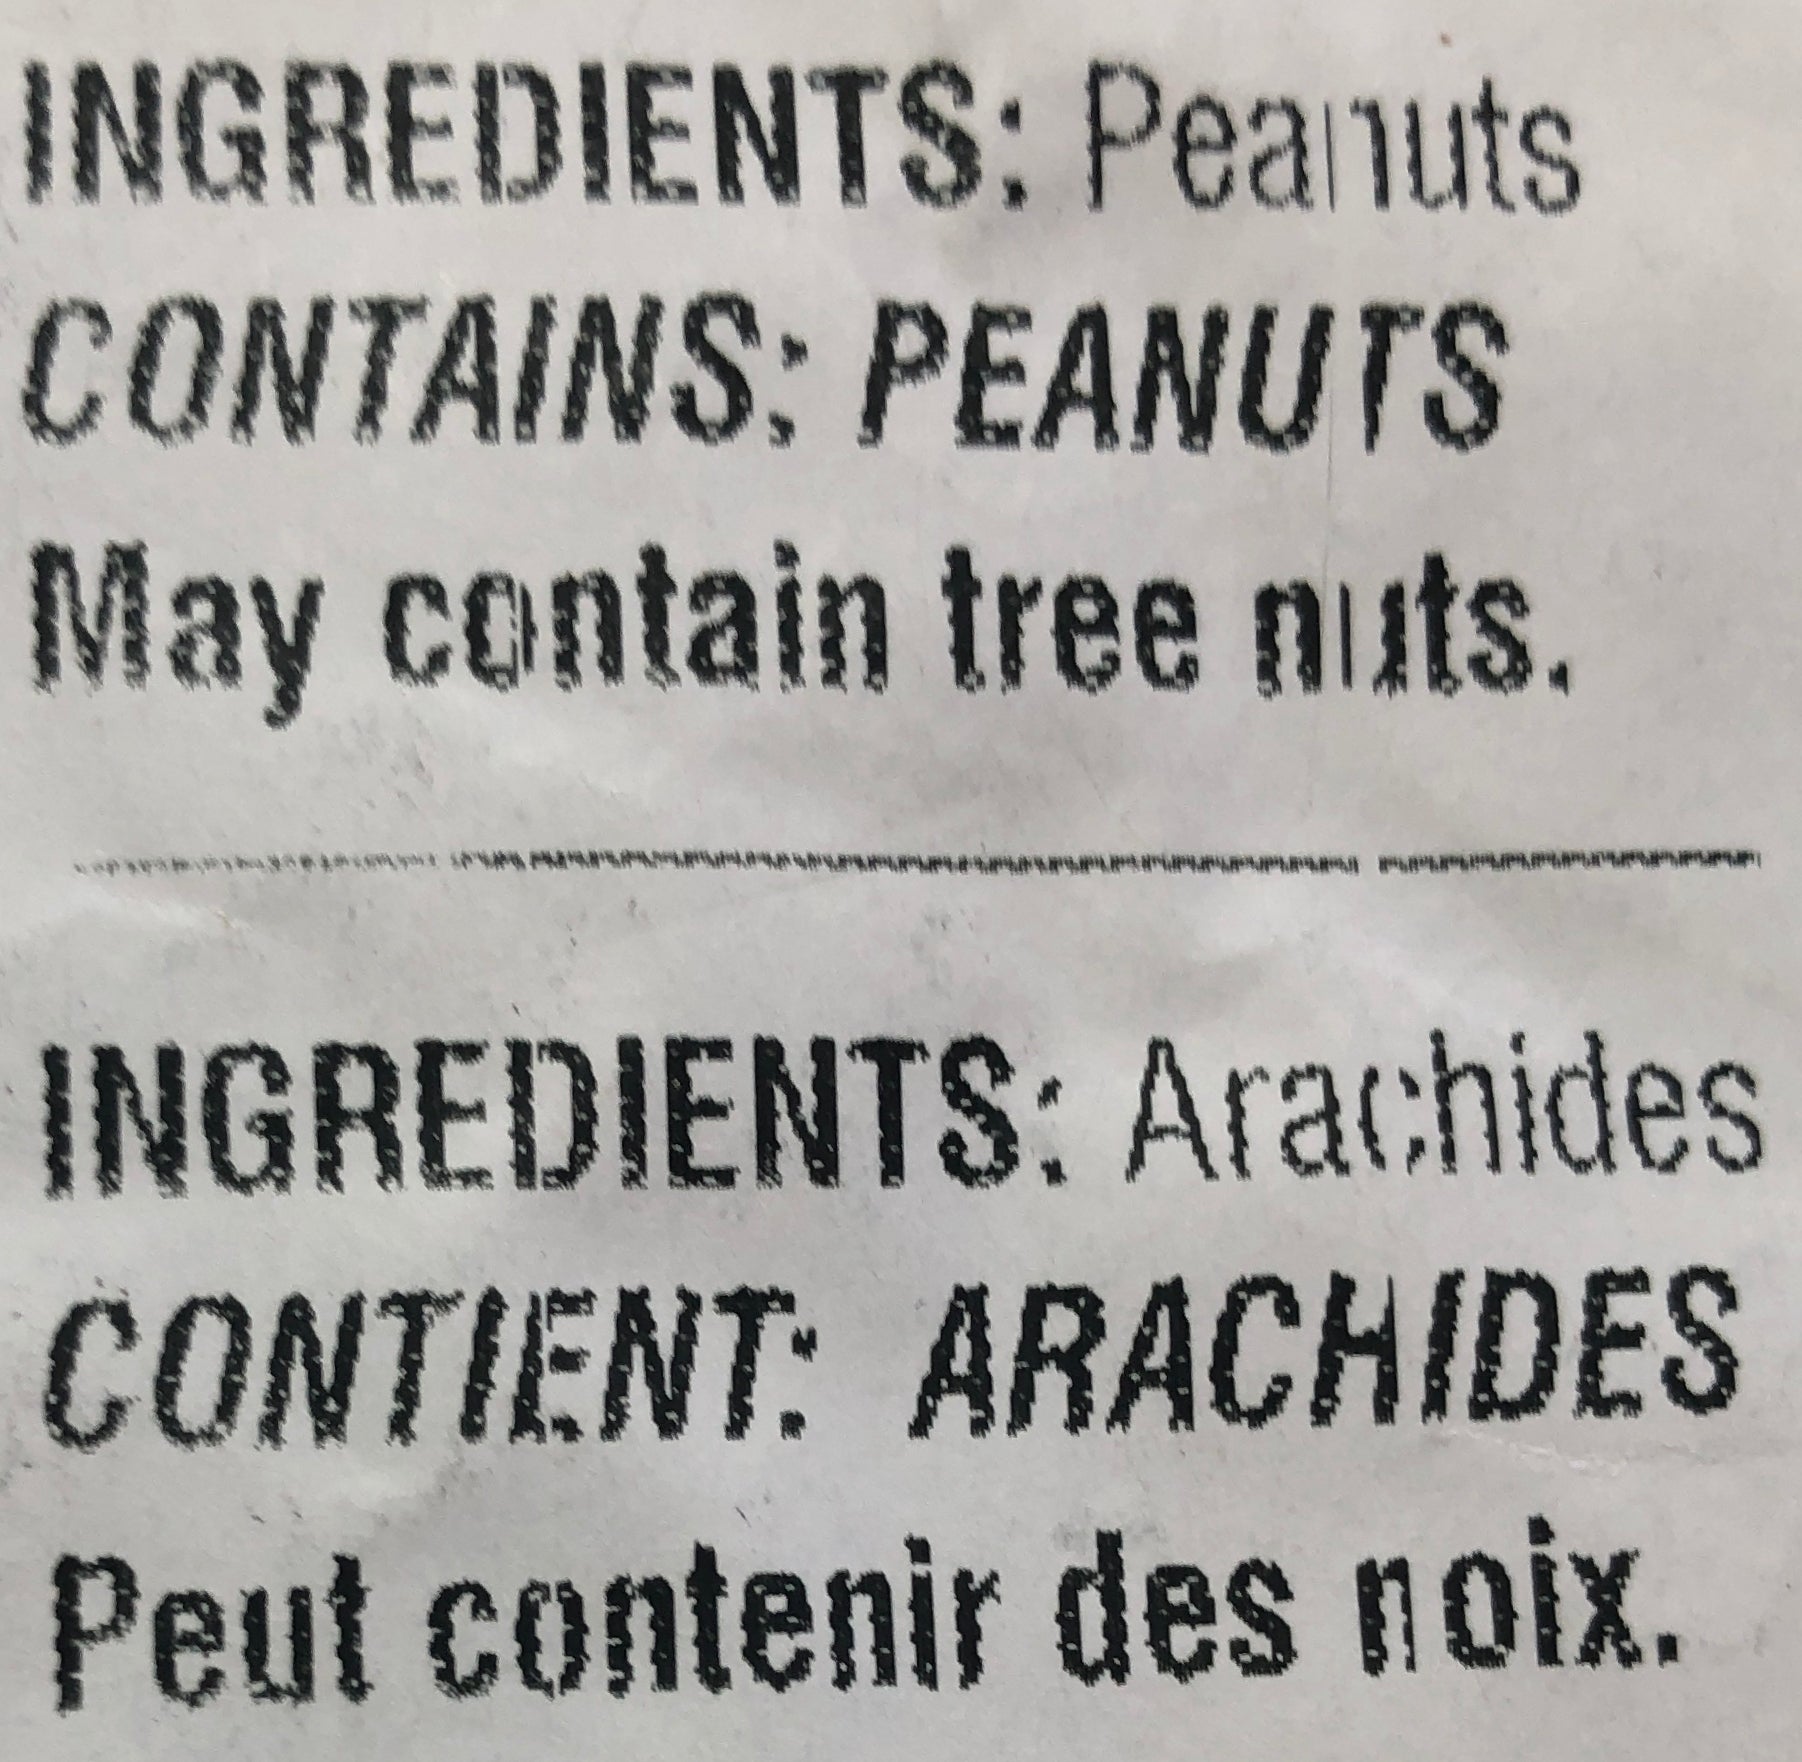 INGREDIENTS: Peanuts
CONTAINS: PEANUTS
May contain tree nuts.
INGREDIENTS: Arachides
CONTIENT: ARACHIDES
Peut contenir des noix.